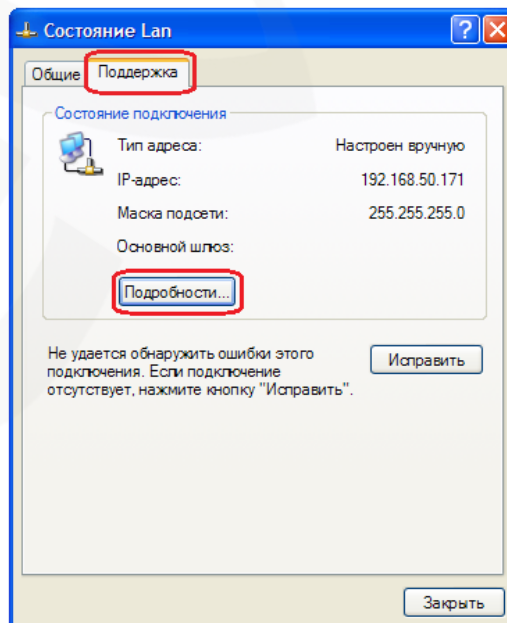 Состояние Lan
Общие
Поддержка
Состояние подключения
Тип адреса: Настроен вручную
IP-адрес: 192.168.50.171
Маска подсети: 255.255.255.0
Основной шлюз:
Подробности...
Не удается обнаружить ошибки этого
подключения. Если подключение
отсутствует, нажмите кнопку "Исправить".
Исправить
Закрыть